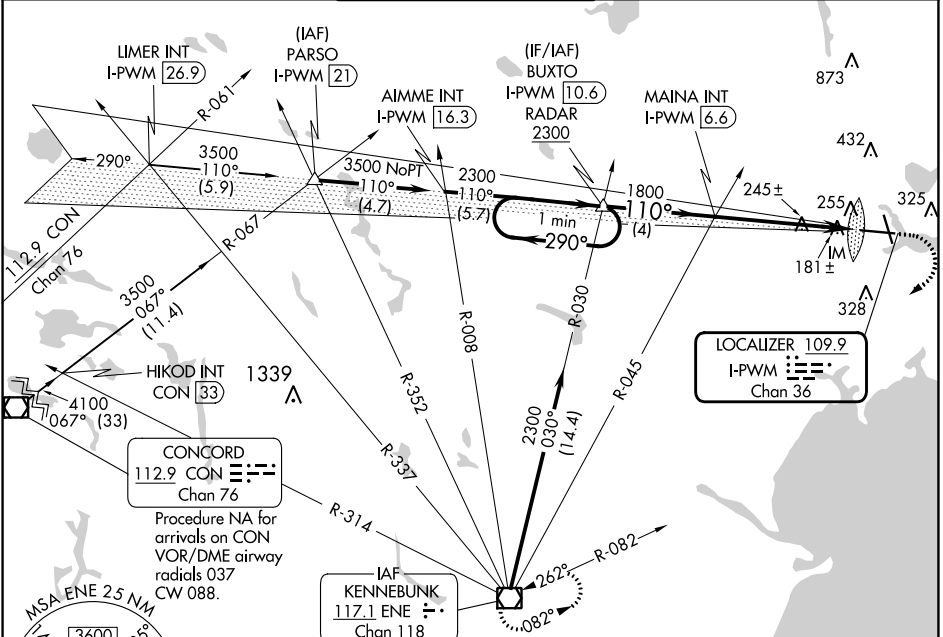 LIMER INT
I-PWM 26.9
(IAF)
PARSO
I-PWM 21
AIMME INT
I-PWM 16.3
(IF/IAF)
BUXTO
I-PWM 10.6
RADAR
2300
MAINA INT
I-PWM 6.6
873
432
325
255
245±
181±
IM
328
R-061
290°
3500
110°
(5.9)
3500 NoPT
110°
(4.7)
2300
110°
(5.7)
1 min
290°
1800
110°
(4)
112.9 CON
Chan 76
R-067
3500
067°
(11.4)
HIKOD INT
CON 33
1339
4100
067° (33)
R-337
R-352
R-008
R-030
R-045
2300
030°
(14.4)
LOCALIZER 109.9
I-PWM
Chan 36
CONCORD
112.9 CON
Chan 76
Procedure NA for
arrivals on CON
VOR/DME airway
radials 037
CW 088.
R-314
R-082
262°
082°
IAF
KENNEBUNK
117.1 ENE
Chan 118
MSA ENE 25 NM
3600